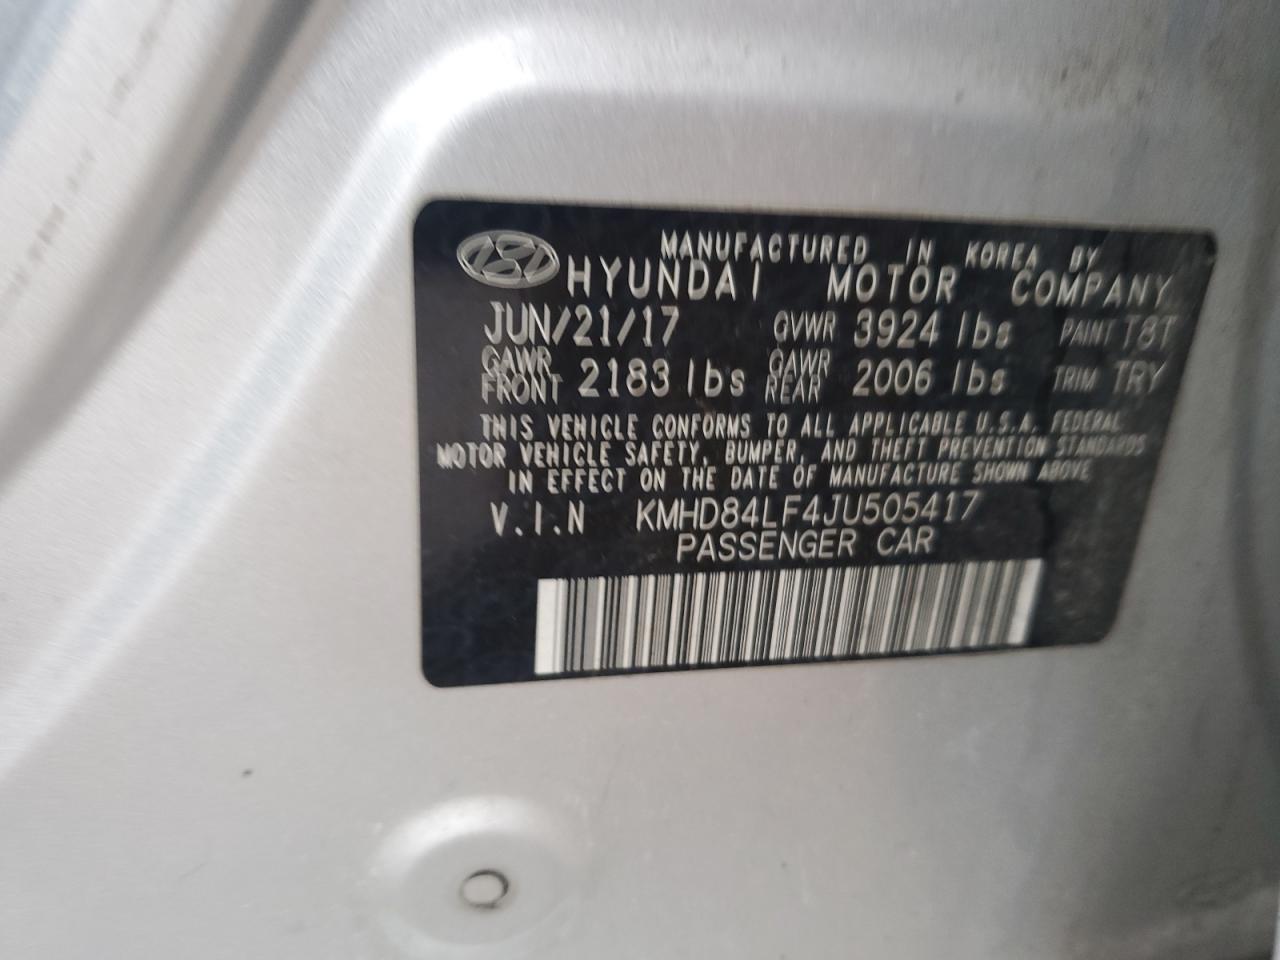 MANUFACTURED IN KOREA BY
HYUNDAI MOTOR COMPANY
JUN/21/17 GVWR 3924 lbs PAINT T8T
GAWR FRONT 2183 lbs GAWR REAR 2006 lbs TRIM TRY
THIS VEHICLE CONFORMS TO ALL APPLICABLE U.S.A. FEDERAL
MOTOR VEHICLE SAFETY, BUMPER, AND THEFT PREVENTION STANDARDS
IN EFFECT ON THE DATE OF MANUFACTURE SHOWN ABOVE
V.I.N KMHD84LF4JU505417
PASSENGER CAR